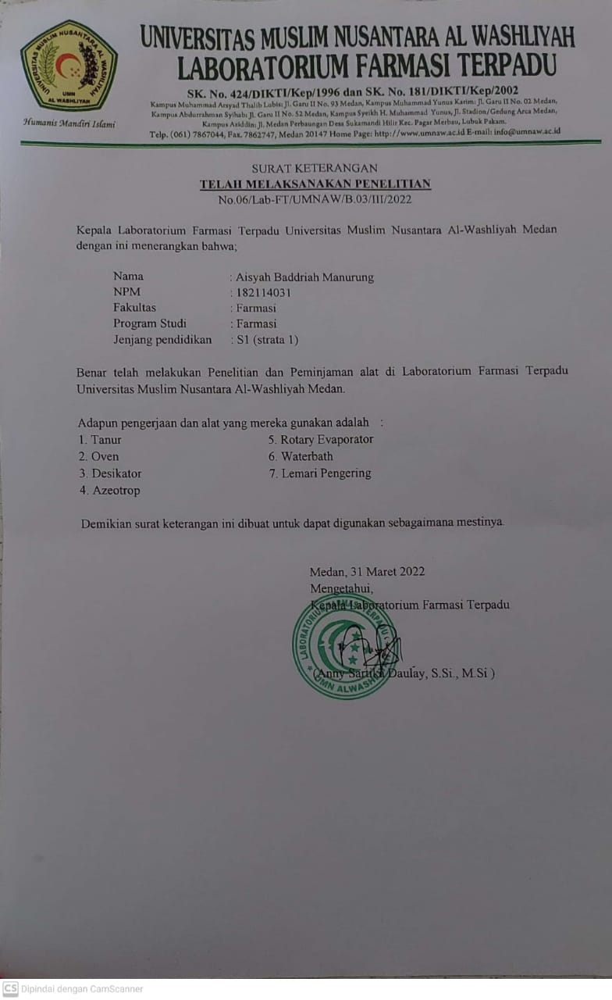 UNIVERSITAS MUSLIM NUSANTARA AL WASHLIYAH
UMN
AL WASHLIYAH
Humanis Mandiri Islami
UNIVERSITAS MUSLIM NUSANTARA AL WASHLIYAH
LABORATORIUM FARMASI TERPADU
SK. No. 424/DIKTI/Kep/1996 dan SK. No. 181/DIKTI/Kep/2002
Kampus Muhammad Arsyad Thalib Lubis: Jl. Garu II No. 93 Medan, Kampus Muhammad Yunus Karim: Jl. Garu II No. 02 Medan,
Kampus Abdurrahman Syihab: Jl. Garu II No. 52 Medan, Kampus Syeikh H. Muhammad Yunus, Jl. Stadion/Gedung Arca Medan,
Kampus Aziddin: Jl. Medan Perbaungan Desa Sukamandi Hilir Kec. Pagar Merbau, Lubuk Pakam.
Telp. (061) 7867044, Fax. 7862747, Medan 20147 Home Page: http://www.umnaw.ac.id E-mail: info@umnaw.ac.id
SURAT KETERANGAN
TELAH MELAKSANAKAN PENELITIAN
No.06/Lab-FT/UMNAW/B.03/III/2022
Kepala Laboratorium Farmasi Terpadu Universitas Muslim Nusantara Al-Washliyah Medan
dengan ini menerangkan bahwa;
Nama : Aisyah Baddriah Manurung
NPM : 182114031
Fakultas : Farmasi
Program Studi : Farmasi
Jenjang pendidikan : S1 (strata 1)
Benar telah melakukan Penelitian dan Peminjaman alat di Laboratorium Farmasi Terpadu
Universitas Muslim Nusantara Al-Washliyah Medan.
Adapun pengerjaan dan alat yang mereka gunakan adalah :
1. Tanur 5. Rotary Evaporator
2. Oven 6. Waterbath
3. Desikator 7. Lemari Pengering
4. Azeotrop
Demikian surat keterangan ini dibuat untuk dapat digunakan sebagaimana mestinya.
Medan, 31 Maret 2022
Mengetahui,
Kepala Laboratorium Farmasi Terpadu
LABORATORIUM FARMASI TERPADU
UMN ALWASHLIYAH
(Anny Sartika Daulay, S.Si., M.Si )
CS Dipindai dengan CamScanner